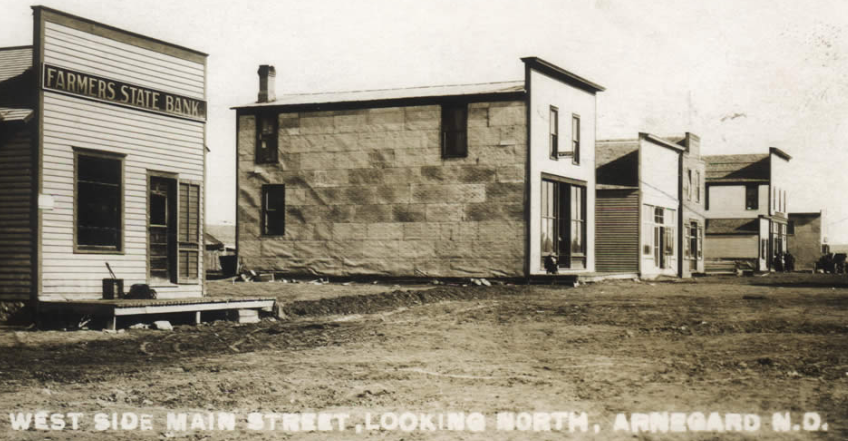 FARMERS STATE BANK
WEST SIDE MAIN STREET, LOOKING NORTH, ARNEGARD N.D.